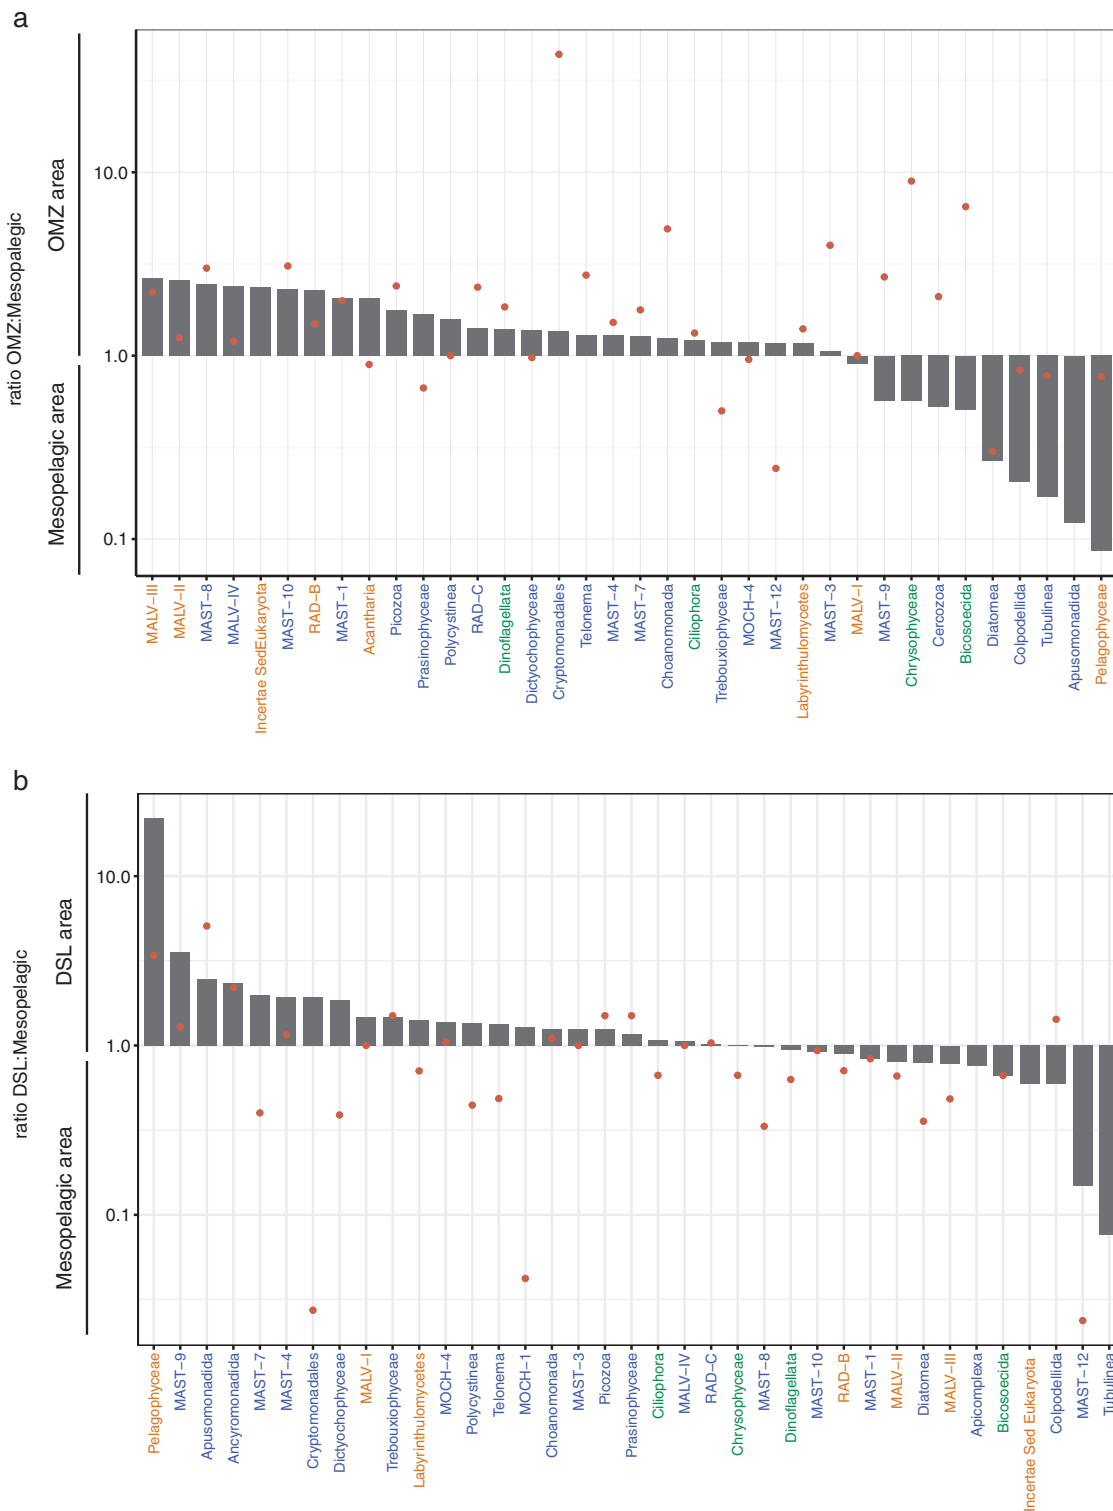 a
ratio OMZ:Mesopalegic
OMZ area
Mesopelagic area
10.0
1.0
0.1
MALV−III
MALV−II
MAST−8
MALV−IV
Incertae SedEukaryota
MAST−10
RAD−B
MAST−1
Acantharia
Picozoa
Prasinophyceae
Polycystinea
RAD−C
Dinoflagellata
Dictyochophyceae
Cryptomonadales
Telonema
MAST−4
MAST−7
Choanomonada
Ciliophora
Trebouxiophyceae
MOCH−4
MAST−12
Labyrinthulomycetes
MAST−3
MALV−I
MAST−9
Chrysophyceae
Cercozoa
Bicosoecida
Diatomea
Colpodellida
Tubulinea
Apusomonadida
Pelagophyceae
b
ratio DSL:Mesopelagic
DSL area
Mesopelagic area
10.0
1.0
0.1
Pelagophyceae
MAST−9
Apusomonadida
Ancyromonadida
MAST−7
MAST−4
Cryptomonadales
Dictyochophyceae
MALV−I
Trebouxiophyceae
Labyrinthulomycetes
MOCH−4
Polycystinea
Telonema
MOCH−1
Choanomonada
MAST−3
Picozoa
Prasinophyceae
Ciliophora
MALV−IV
RAD−C
Chrysophyceae
MAST−8
Dinoflagellata
MAST−10
RAD−B
MAST−1
MALV−II
Diatomea
MALV−III
Apicomplexa
Bicosoecida
Incertae Sed Eukaryota
Colpodellida
MAST−12
Tubulinea